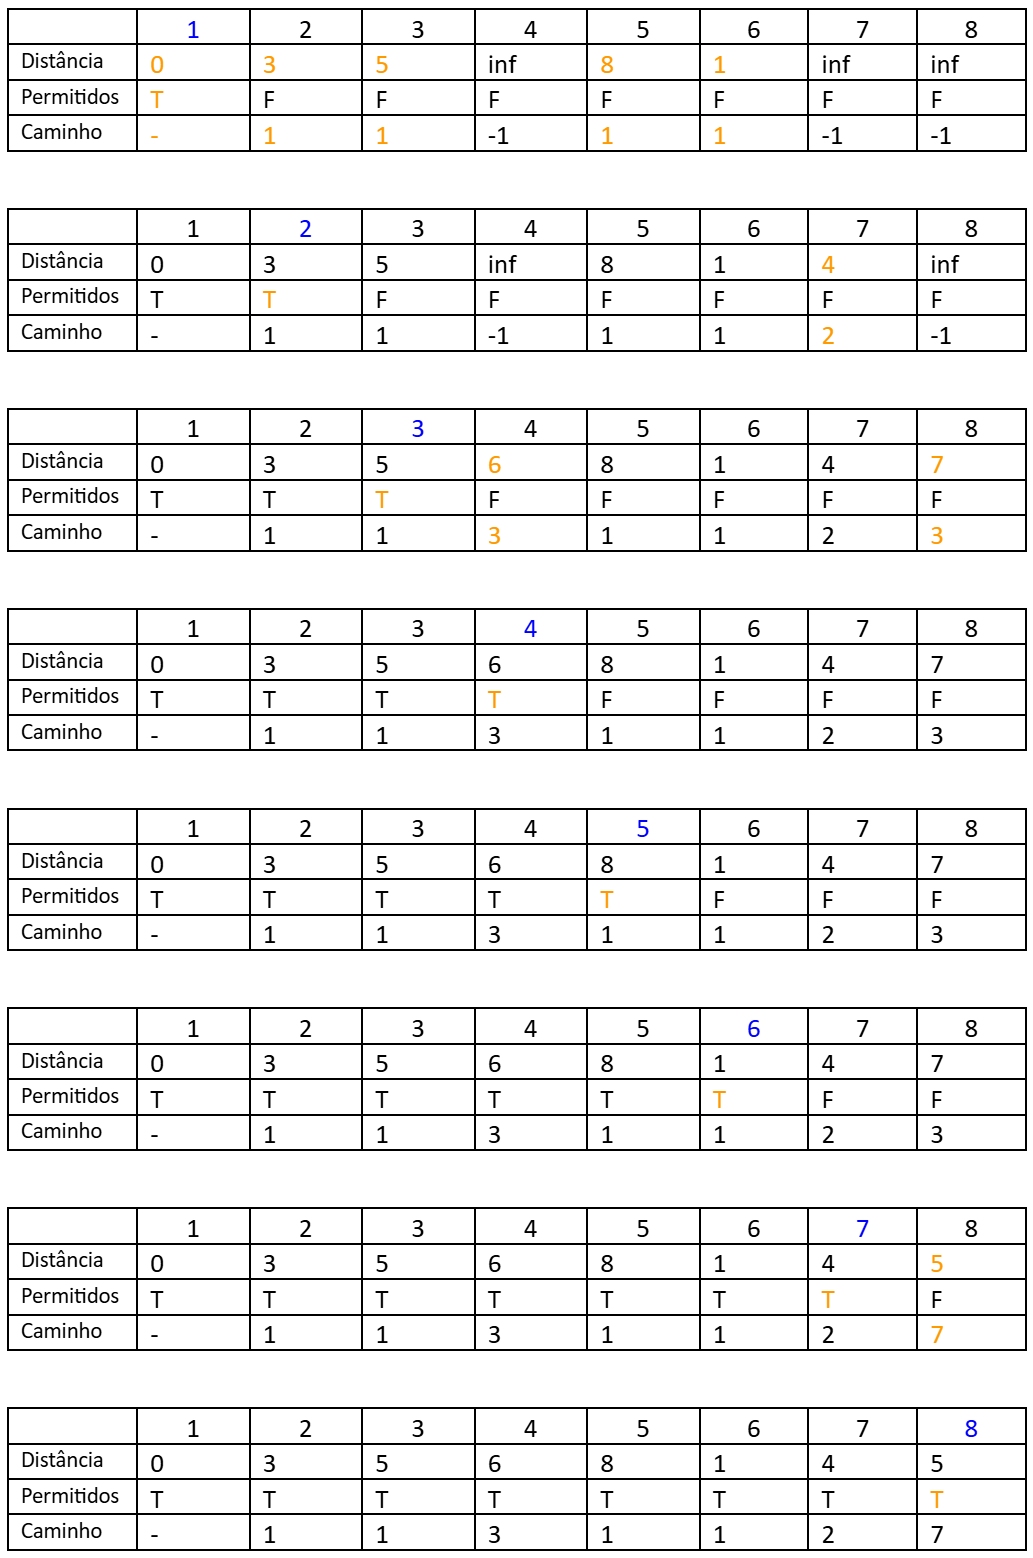 1 2 3 4 5 6 7 8
Distância 0 3 5 inf 8 1 inf inf
Permitidos T F F F F F F F
Caminho - 1 1 -1 1 1 -1 -1
1 2 3 4 5 6 7 8
Distância 0 3 5 inf 8 1 4 inf
Permitidos T T F F F F F F
Caminho - 1 1 -1 1 1 2 -1
1 2 3 4 5 6 7 8
Distância 0 3 5 6 8 1 4 7
Permitidos T T T F F F F F
Caminho - 1 1 3 1 1 2 3
1 2 3 4 5 6 7 8
Distância 0 3 5 6 8 1 4 7
Permitidos T T T T F F F F
Caminho - 1 1 3 1 1 2 3
1 2 3 4 5 6 7 8
Distância 0 3 5 6 8 1 4 7
Permitidos T T T T T F F F
Caminho - 1 1 3 1 1 2 3
1 2 3 4 5 6 7 8
Distância 0 3 5 6 8 1 4 7
Permitidos T T T T T T F F
Caminho - 1 1 3 1 1 2 3
1 2 3 4 5 6 7 8
Distância 0 3 5 6 8 1 4 5
Permitidos T T T T T T T F
Caminho - 1 1 3 1 1 2 7
1 2 3 4 5 6 7 8
Distância 0 3 5 6 8 1 4 5
Permitidos T T T T T T T T
Caminho - 1 1 3 1 1 2 7